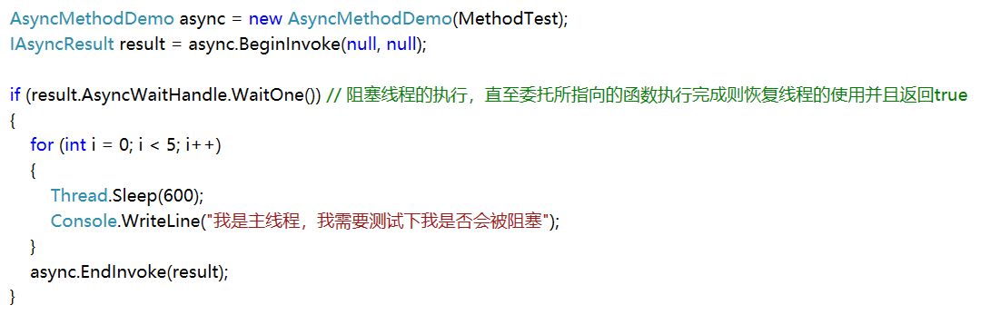 AsyncMethodDemo async = new AsyncMethodDemo(MethodTest);
IAsyncResult result = async.BeginInvoke(null, null);
if (result.AsyncWaitHandle.WaitOne()) // 阻塞线程的执行，直至委托所指向的函数执行完成则恢复线程的使用并且返回true
{
for (int i = 0; i < 5; i++)
{
Thread.Sleep(600);
Console.WriteLine("我是主线程，我需要测试下我是否会被阻塞");
}
async.EndInvoke(result);
}